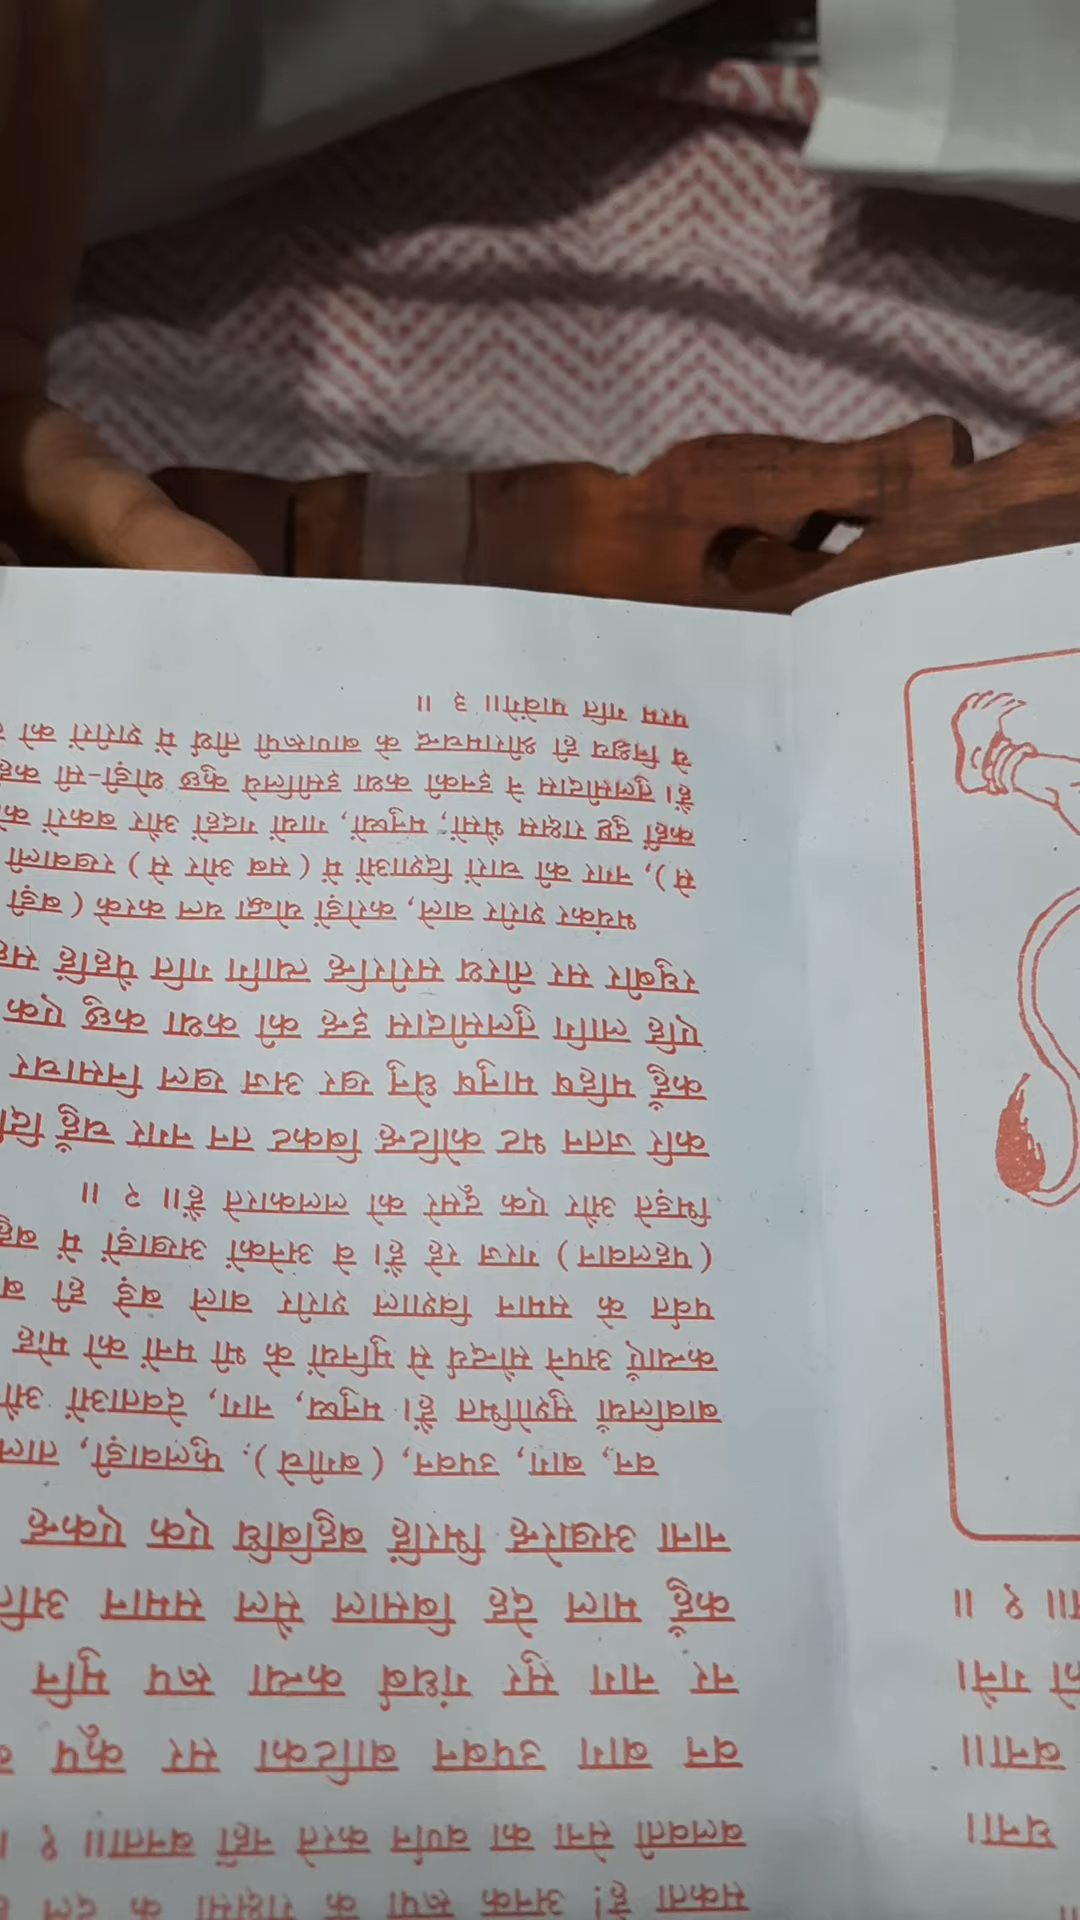 सकता है! अनेक रूपों के राक्षसों के दल
बलवती सेना का वर्णन करते नहीं बनता॥ १ ॥
बन बाग उपबन बाटिका सर कूप
नर नाग सुर गंधर्ब कन्या रूप मुनि
कहुँ माल देह बिसाल सैल समान अति
नाना अखारेन्ह भिरहिं बहुबिधि एक एकन्ह
वन, बाग, उपवन, (बगीचे), फुलवाड़ी,
बावलियाँ सुशोभित हैं। मनुष्य, नाग, देवताओं
कन्याएँ अपने सौन्दर्य से मुनियों के भी मनों को मोहे
पर्वत के समान विशाल शरीर वाले बड़े ही
(पहलवान) गरज रहे हैं। वे अनेकों अखाड़ों में
भिड़ते और एक दूसरे को ललकारते हैं॥ २ ॥
करि जतन भट कोटिन्ह बिकट तन नगर चहुँ
कहुँ महिष मानुष धेनु खर अज खल निसाचर
एहि लागि तुलसीदास इन्ह की कथा कछु एक
रघुबीर सर तीरथ सरीरन्हि त्यागि गति पैहहिं
भयंकर शरीर वाले, करोड़ों योद्धा यत्न करके (बड़ी
से), नगर की चारों दिशाओं में (सब ओर से) रखवाली
कहीं दुष्ट राक्षस भैंसों, मनुष्यों, गायों गदहों और बकरों
हैं। तुलसीदास ने इनकी कथा इसीलिये कुछ थोड़ी-सी
ये निश्चय ही श्रीरामचन्द्र के बाणरूपी तीर्थ में शरीरों को
परम गति पावेंगे॥ ३ ॥
घना।
बना॥
गने।
॥ १ ॥